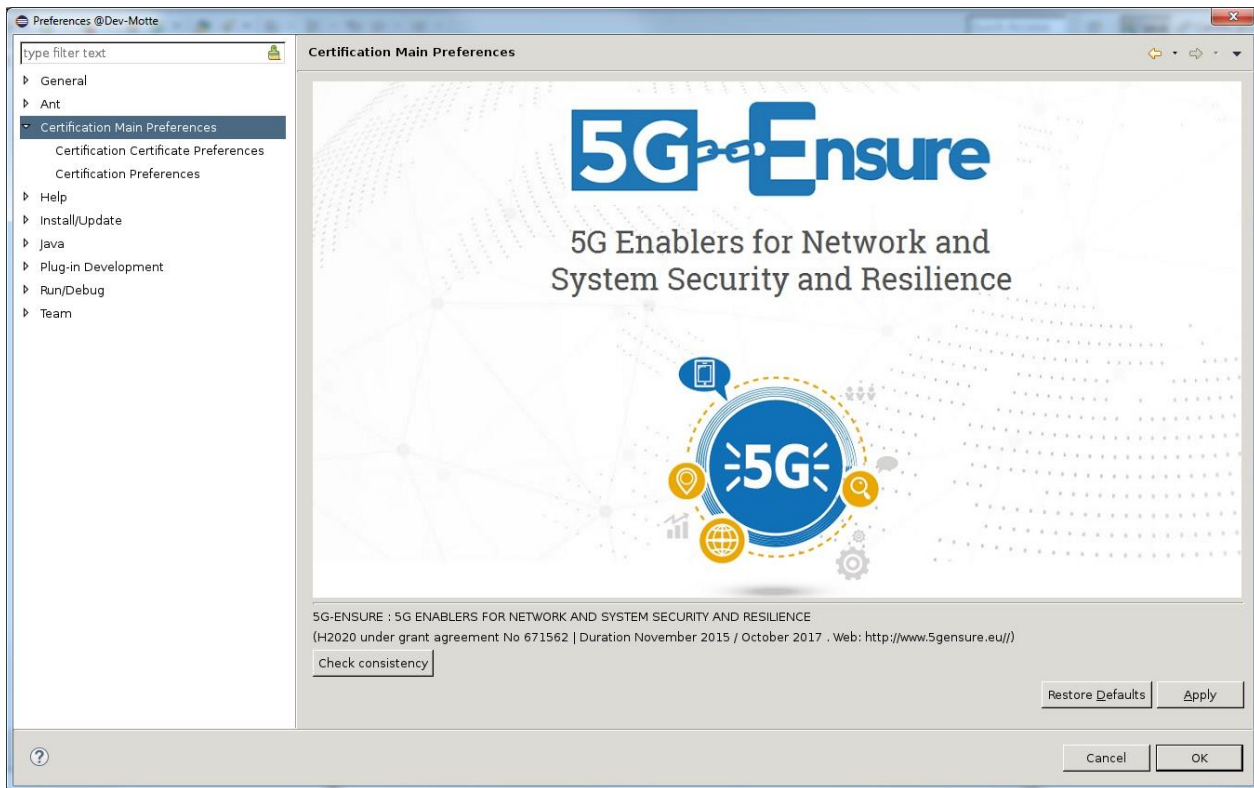 Preferences @Dev-Motte
type filter text
General
Ant
Certification Main Preferences
Certification Certificate Preferences
Certification Preferences
Help
Install/Update
Java
Plug-in Development
Run/Debug
Team
Certification Main Preferences
5G Ensure
5G Enablers for Network and
System Security and Resilience
5G
5G-ENSURE : 5G ENABLERS FOR NETWORK AND SYSTEM SECURITY AND RESILIENCE
(H2020 under grant agreement No 671562 | Duration November 2015 / October 2017 . Web: http://www.5gensure.eu//)
Check consistency
Restore Defaults
Apply
?
Cancel
OK